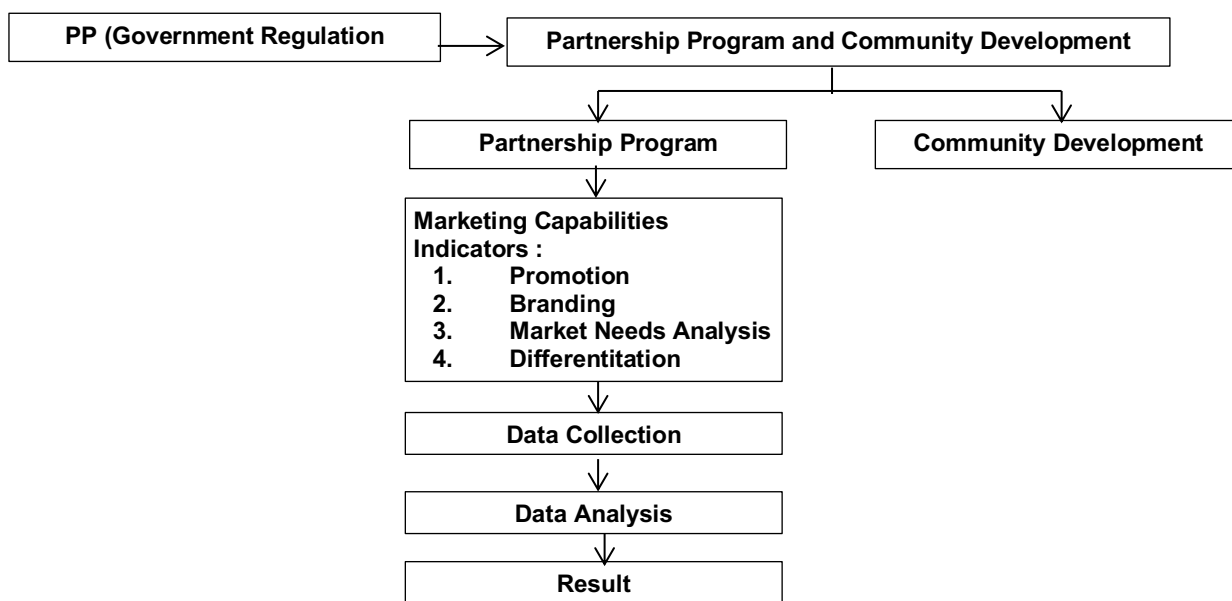 PP (Government Regulation
Partnership Program and Community Development
Partnership Program
Community Development
Marketing Capabilities
Indicators :
1. Promotion
2. Branding
3. Market Needs Analysis
4. Differentitation
Data Collection
Data Analysis
Result